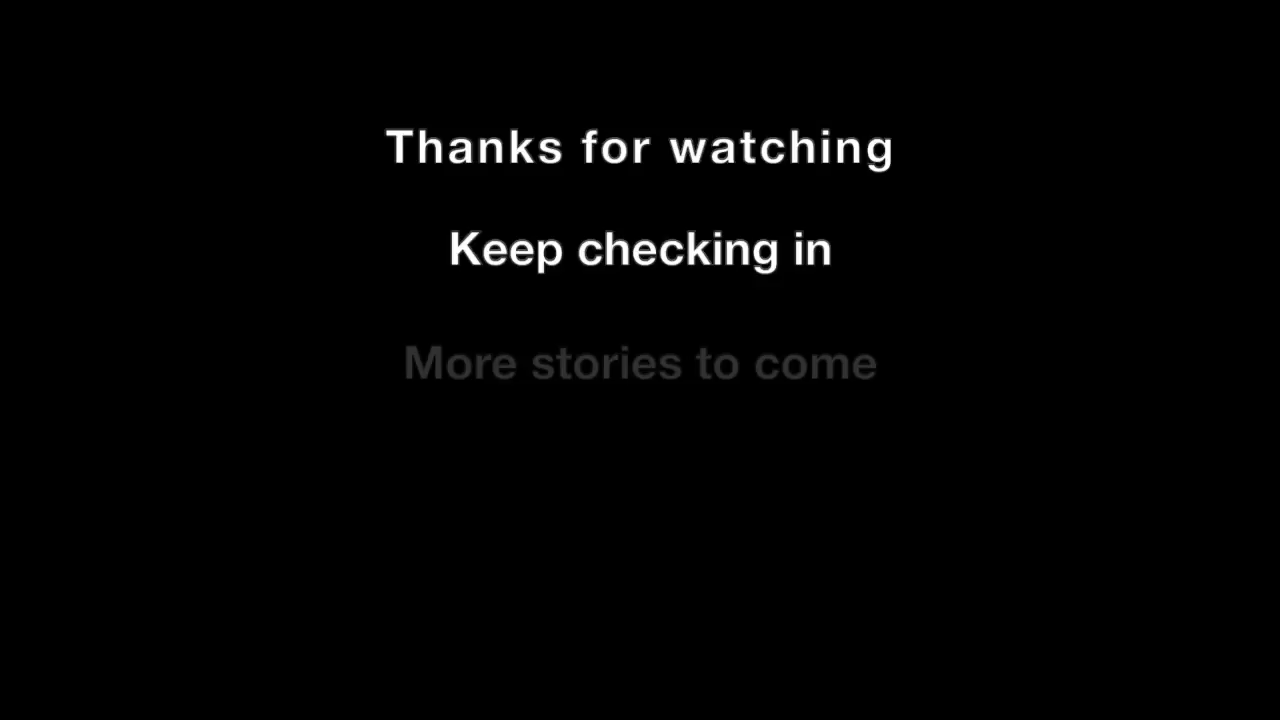 Thanks for watching
Keep checking in
More stories to come